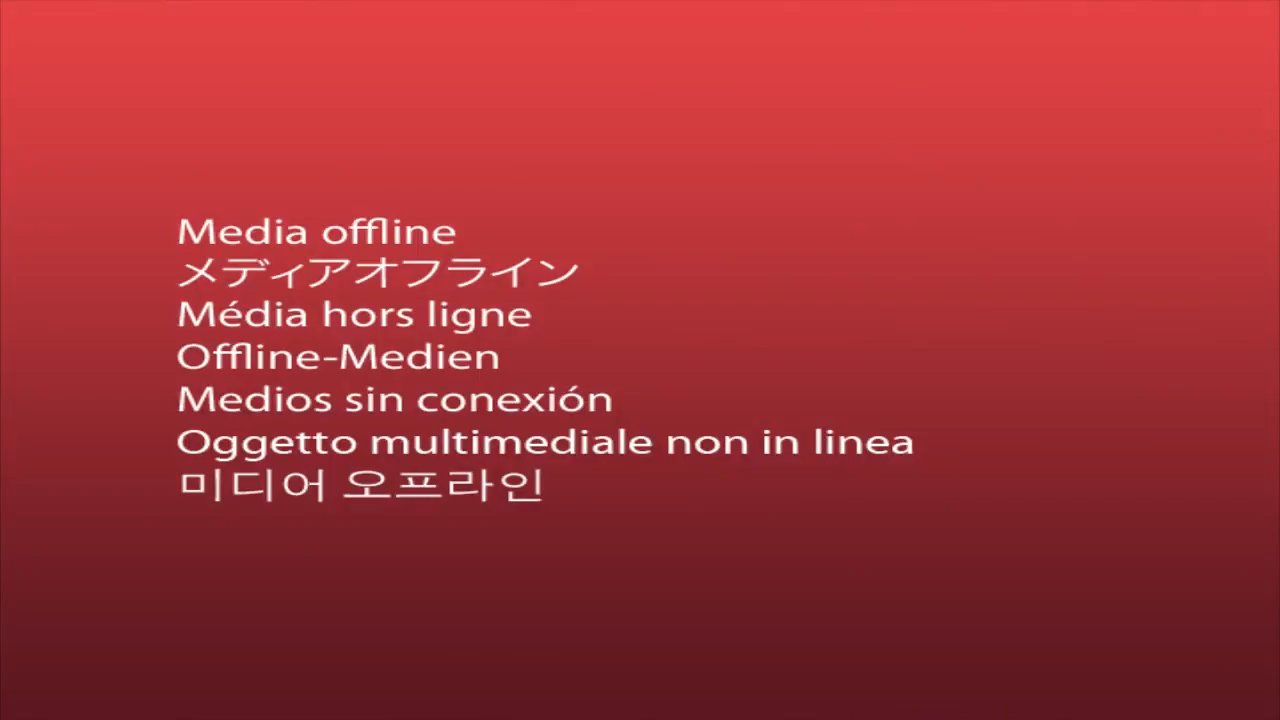 Media offline
メディアオフライン
Média hors ligne
Offline-Medien
Medios sin conexión
Oggetto multimediale non in linea
미디어 오프라인